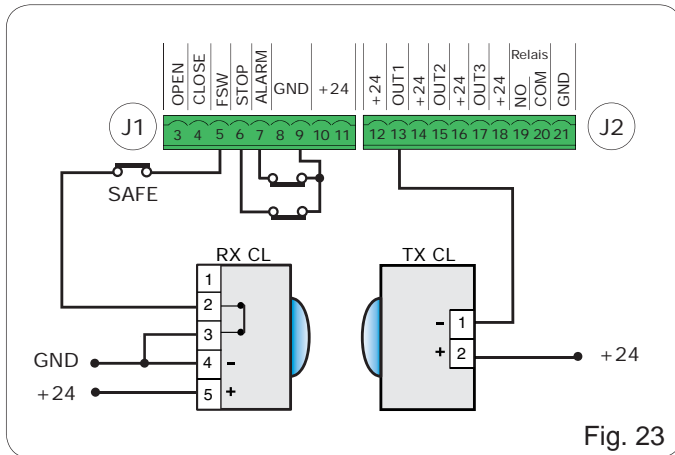 OPEN CLOSE FSW STOP ALARM GND +24
+24 OUT1 +24 OUT2 +24 OUT3 +24 NO COM GND
Relais
J1 3 4 5 6 7 8 9 10 11
12 13 14 15 16 17 18 19 20 21 J2
SAFE
RX CL
TX CL
1
2
3
GND 4 -
+24 5 +
- 1
+ 2 +24
Fig. 23